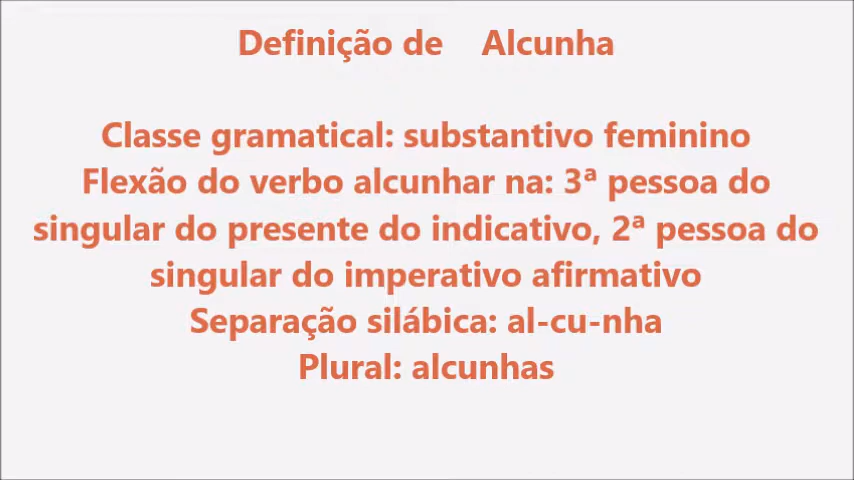 Definição de Alcunha
Classe gramatical: substantivo feminino
Flexão do verbo alcunhar na: 3ª pessoa do
singular do presente do indicativo, 2ª pessoa do
singular do imperativo afirmativo
Separação silábica: al-cu-nha
Plural: alcunhas